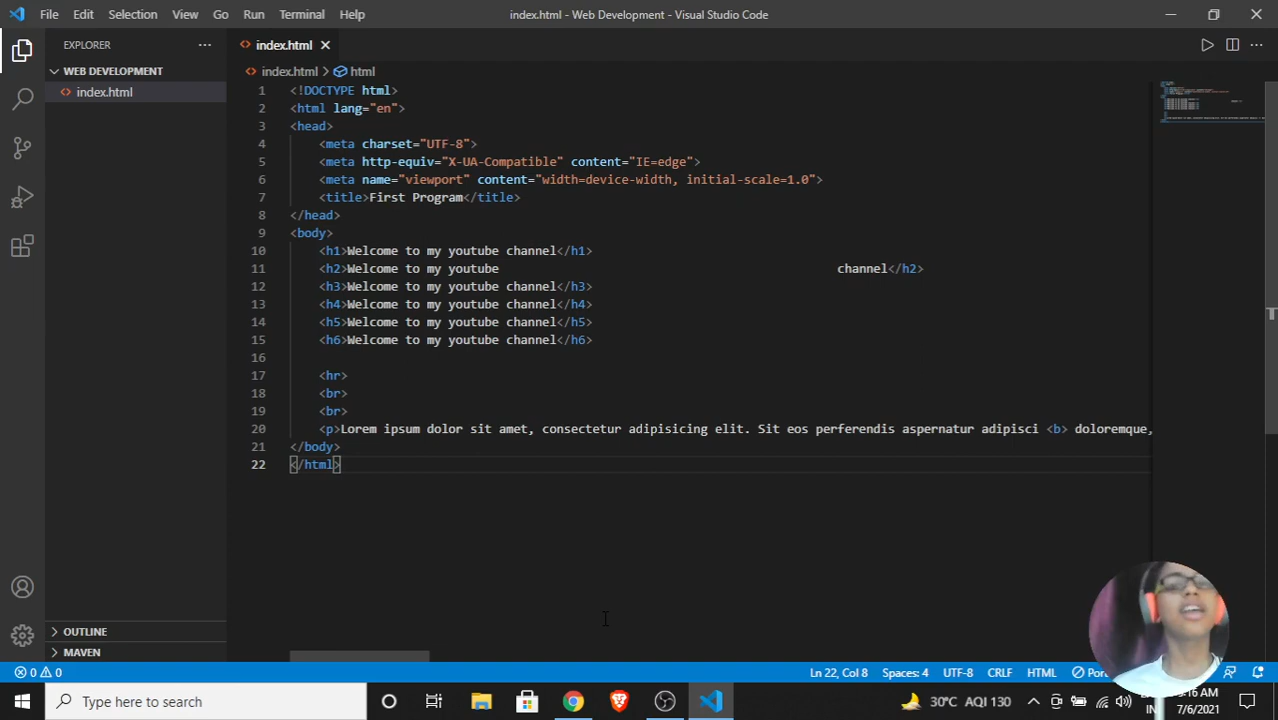 File Edit Selection View Go Run Terminal Help
index.html - Web Development - Visual Studio Code
EXPLORER
WEB DEVELOPMENT
index.html
OUTLINE
MAVEN
index.html
index.html > html
1 <!DOCTYPE html>
2 <html lang="en">
3 <head>
4 <meta charset="UTF-8">
5 <meta http-equiv="X-UA-Compatible" content="IE=edge">
6 <meta name="viewport" content="width=device-width, initial-scale=1.0">
7 <title>First Program</title>
8 </head>
9 <body>
10 <h1>Welcome to my youtube channel</h1>
11 <h2>Welcome to my youtube channel</h2>
12 <h3>Welcome to my youtube channel</h3>
13 <h4>Welcome to my youtube channel</h4>
14 <h5>Welcome to my youtube channel</h5>
15 <h6>Welcome to my youtube channel</h6>
16
17 <hr>
18 <br>
19 <br>
20 <p>Lorem ipsum dolor sit amet, consectetur adipisicing elit. Sit eos perferendis aspernatur adipisci <b> doloremque,
21 </body>
22 </html>
0 0 Ln 22, Col 8 Spaces: 4 UTF-8 CRLF HTML
Type here to search
30°C AQI 130
7/6/2021